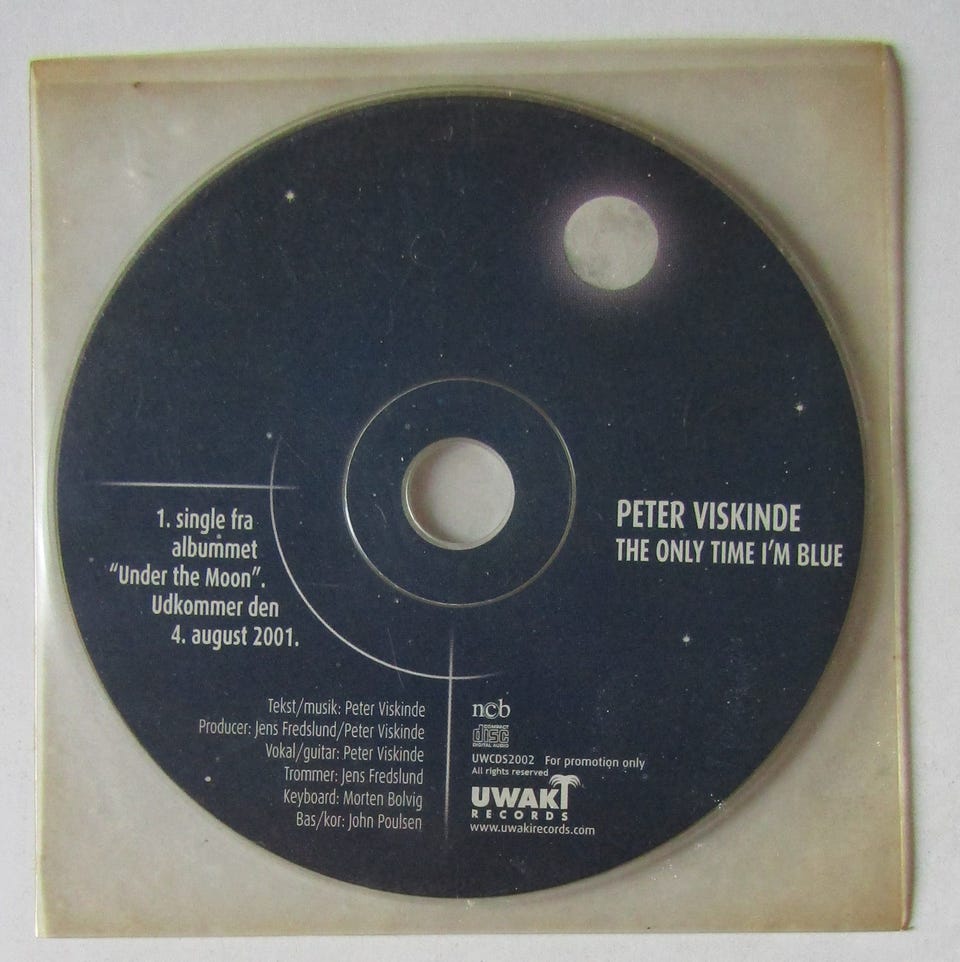 1. single fra
albummet
“Under the Moon”.
Udkommer den
4. august 2001.
PETER VISKINDE
THE ONLY TIME I’M BLUE
Tekst/musik: Peter Viskinde
Producer: Jens Fredslund/Peter Viskinde
Vokal/guitar: Peter Viskinde
Trommer: Jens Fredslund
Keyboard: Morten Bolvig
Bas/kor: John Poulsen
ncb
COMPACT
disc
DIGITAL AUDIO
UWCDS2002 For promotion only
All rights reserved
UWAKI
RECORDS
www.uwakirecords.com